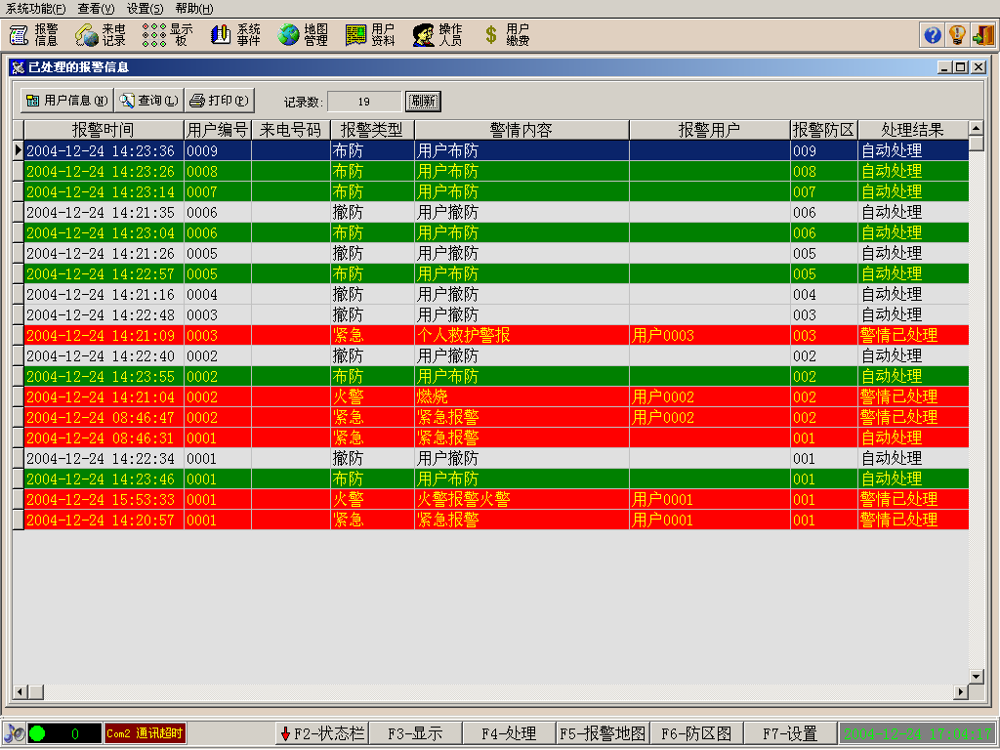 系统功能(F) 查看(V) 设置(S) 帮助(H)
报警信息 来电记录 显示板 系统事件 地图管理 用户资料 操作人员 用户缴费
已处理的报警信息
用户信息(N) 查询(L) 打印(P) 记录数: 19 刷新
报警时间 用户编号 来电号码 报警类型 警情内容 报警用户 报警防区 处理结果
2004-12-24 14:23:36 0009 布防 用户布防 009 自动处理
2004-12-24 14:23:26 0008 布防 用户布防 008 自动处理
2004-12-24 14:23:14 0007 布防 用户布防 007 自动处理
2004-12-24 14:21:35 0006 撤防 用户撤防 006 自动处理
2004-12-24 14:23:04 0006 布防 用户布防 006 自动处理
2004-12-24 14:21:26 0005 撤防 用户撤防 005 自动处理
2004-12-24 14:22:57 0005 布防 用户布防 005 自动处理
2004-12-24 14:21:16 0004 撤防 用户撤防 004 自动处理
2004-12-24 14:22:48 0003 撤防 用户撤防 003 自动处理
2004-12-24 14:21:09 0003 紧急 个人救护警报 用户0003 003 警情已处理
2004-12-24 14:22:40 0002 撤防 用户撤防 002 自动处理
2004-12-24 14:23:55 0002 布防 用户布防 002 自动处理
2004-12-24 14:21:04 0002 火警 燃烧 用户0002 002 警情已处理
2004-12-24 08:46:47 0002 紧急 紧急报警 用户0002 002 警情已处理
2004-12-24 08:46:31 0001 紧急 紧急报警 001 自动处理
2004-12-24 14:22:34 0001 撤防 用户撤防 001 自动处理
2004-12-24 14:23:46 0001 布防 用户布防 001 自动处理
2004-12-24 15:53:33 0001 火警 火警报警火警 用户0001 001 警情已处理
2004-12-24 14:20:57 0001 紧急 紧急报警 用户0001 001 警情已处理
0 Com2 通讯超时 F2-状态栏 F3-显示 F4-处理 F5-报警地图 F6-防区图 F7-设置 2004-12-24 17:04:17